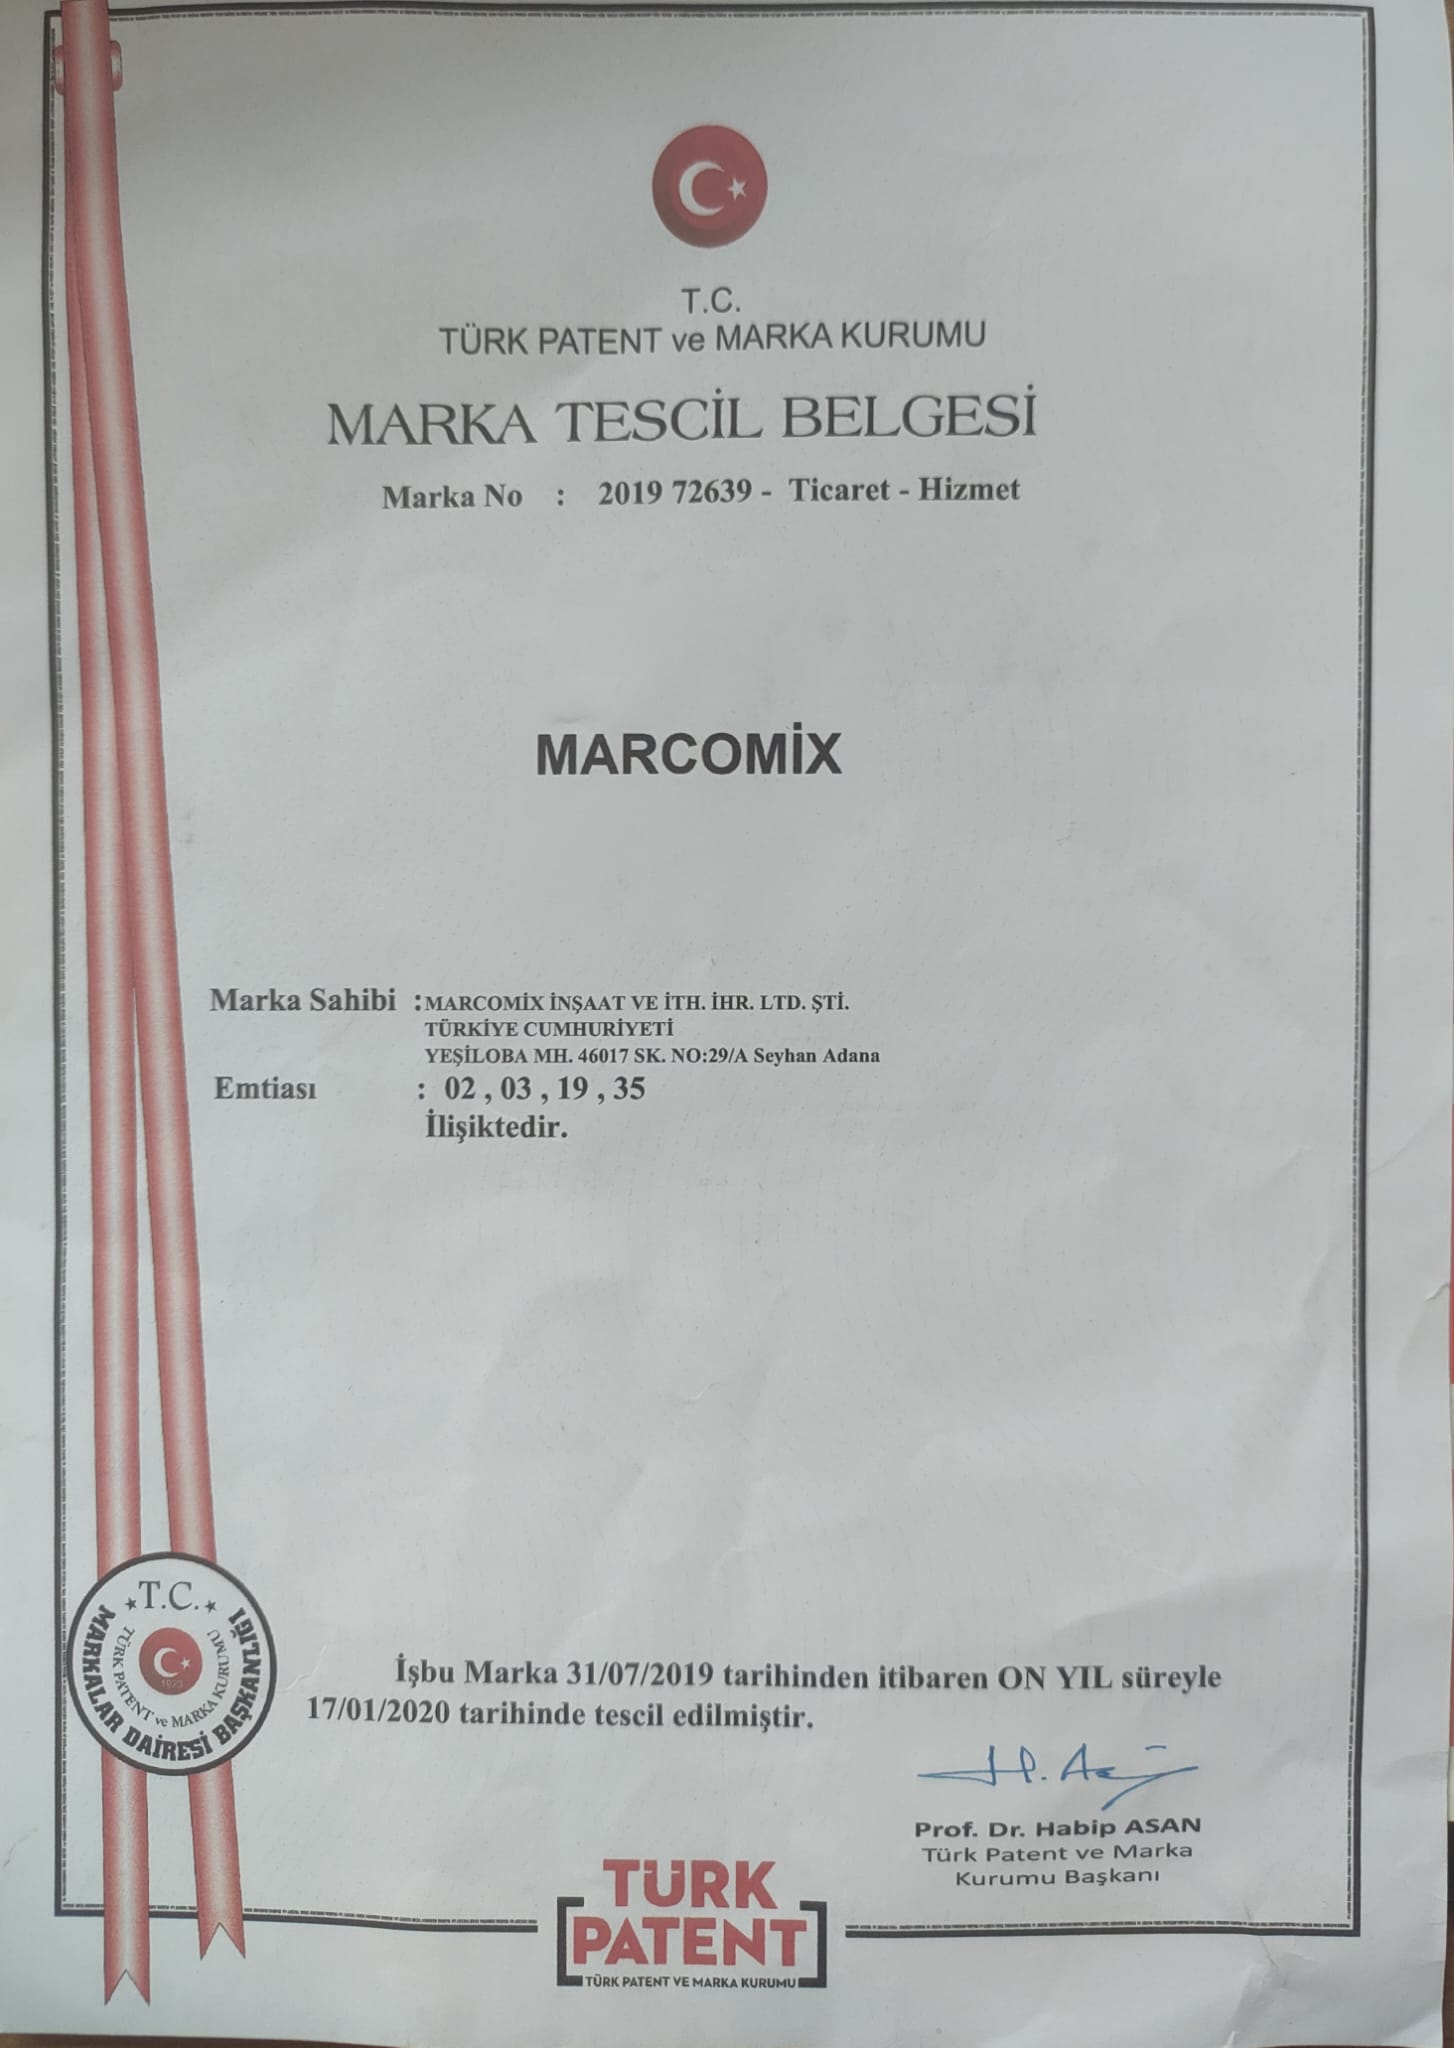 T.C.
TÜRK PATENT ve MARKA KURUMU
MARKA TESCİL BELGESİ
Marka No : 2019 72639 - Ticaret - Hizmet
MARCOMİX
Marka Sahibi :MARCOMİX İNŞAAT VE İTH. İHR. LTD. ŞTİ.
TÜRKİYE CUMHURİYETİ
YEŞİLOBA MH. 46017 SK. NO:29/A Seyhan Adana
Emtiası : 02 , 03 , 19 , 35
İlişiktedir.
T.C.
TÜRK PATENT ve MARKA KURUMU
1923
MARKALAR DAİRESİ BAŞKANLIĞI
İşbu Marka 31/07/2019 tarihinden itibaren ON YIL süreyle
17/01/2020 tarihinde tescil edilmiştir.
H. Asan
Prof. Dr. Habip ASAN
Türk Patent ve Marka
Kurumu Başkanı
TÜRK
PATENT
TÜRK PATENT VE MARKA KURUMU